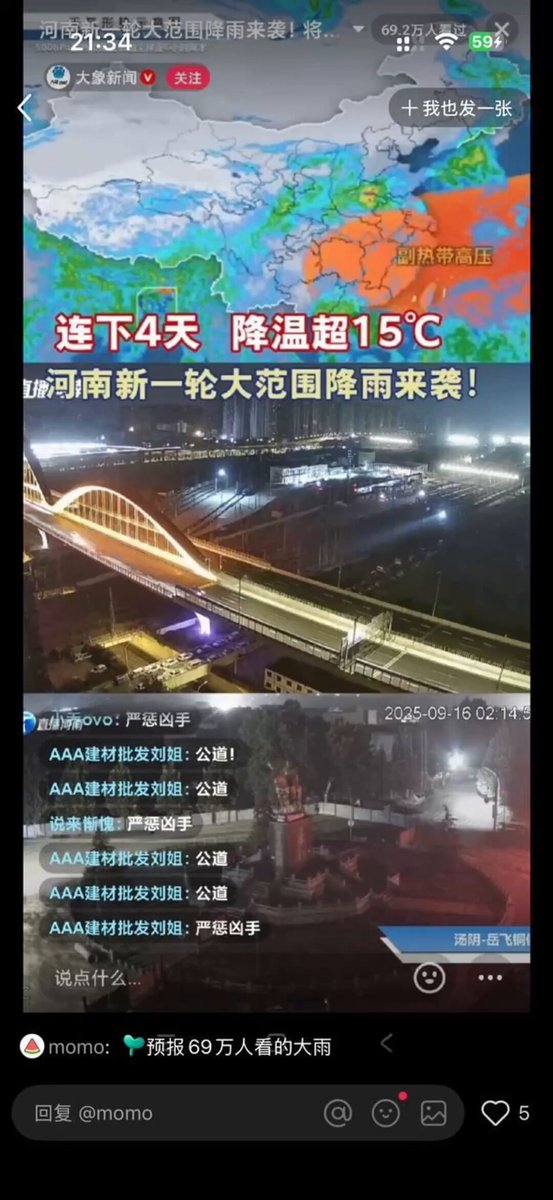 河南新一轮大范围降雨来袭！将...
69.2万人看过
21:34
59
大象新闻
关注
十 我也发一张
副热带高压
连下4天 降温超15℃
河南新一轮大范围降雨来袭！
2025-09-16 02:14:5
严惩凶手
AAA建材批发刘姐：公道！
AAA建材批发刘姐：公道
说来惭愧：严惩凶手
AAA建材批发刘姐：公道
AAA建材批发刘姐：公道
AAA建材批发刘姐：严惩凶手
汤阴-岳飞铜
说点什么...
momo：🌱预报69万人看的大雨
回复 @momo
5